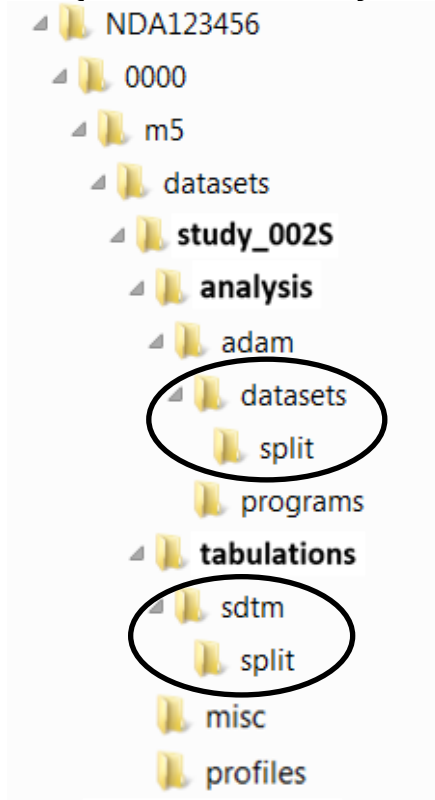 NDA123456
0000
m5
datasets
study_002S
analysis
adam
datasets
split
programs
tabulations
sdtm
split
misc
profiles